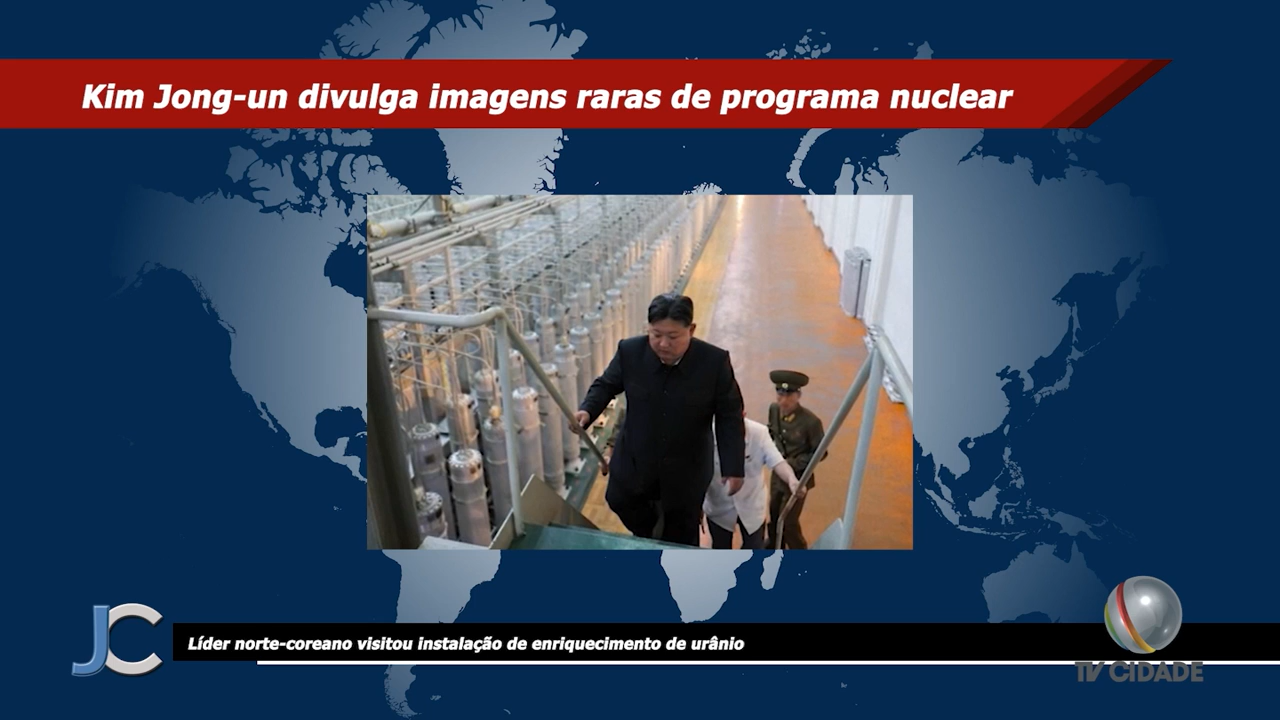 Kim Jong-un divulga imagens raras de programa nuclear
JC
Líder norte-coreano visitou instalação de enriquecimento de urânio
TV CIDADE